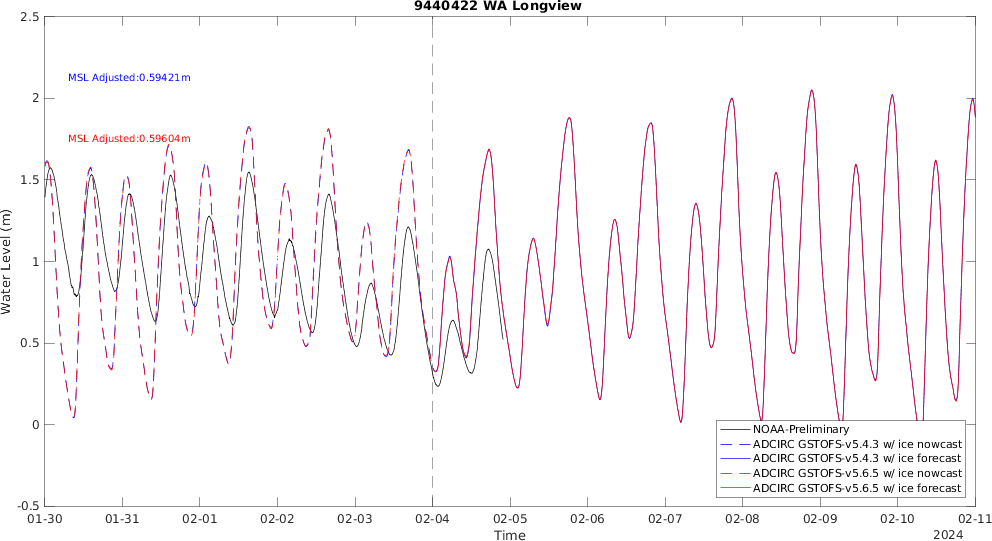 9440422 WA Longview
2.5
MSL Adjusted:0.59421m
2
MSL Adjusted:0.59604m
1.5
Water Level (m)
1
0.5
0
NOAA-Preliminary
ADCIRC GSTOFS-v5.4.3 w/ ice nowcast
ADCIRC GSTOFS-v5.4.3 w/ ice forecast
ADCIRC GSTOFS-v5.6.5 w/ ice nowcast
ADCIRC GSTOFS-v5.6.5 w/ ice forecast
-0.5
01-30 01-31 02-01 02-02 02-03 02-04 02-05 02-06 02-07 02-08 02-09 02-10 02-11
Time
2024